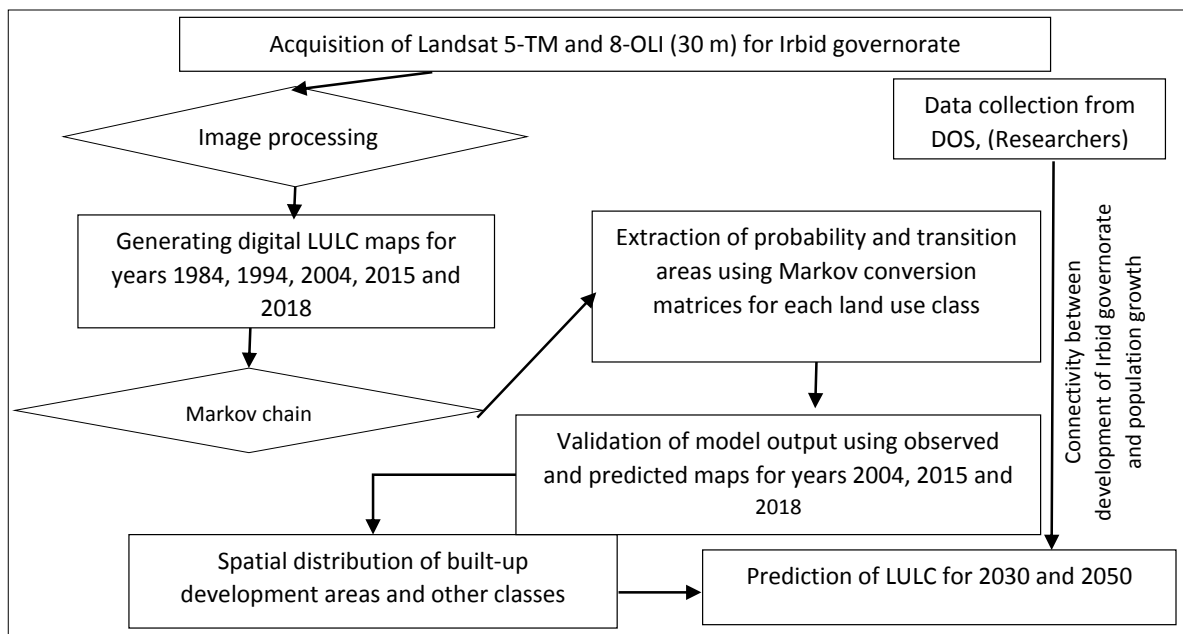 Acquisition of Landsat 5-TM and 8-OLI (30 m) for Irbid governorate
Image processing
Data collection from
DOS, (Researchers)
Generating digital LULC maps for
years 1984, 1994, 2004, 2015 and
2018
Extraction of probability and transition
areas using Markov conversion
matrices for each land use class
Connectivity between
development of Irbid governorate
and population growth
Markov chain
Validation of model output using observed
and predicted maps for years 2004, 2015 and
2018
Spatial distribution of built-up
development areas and other classes
Prediction of LULC for 2030 and 2050